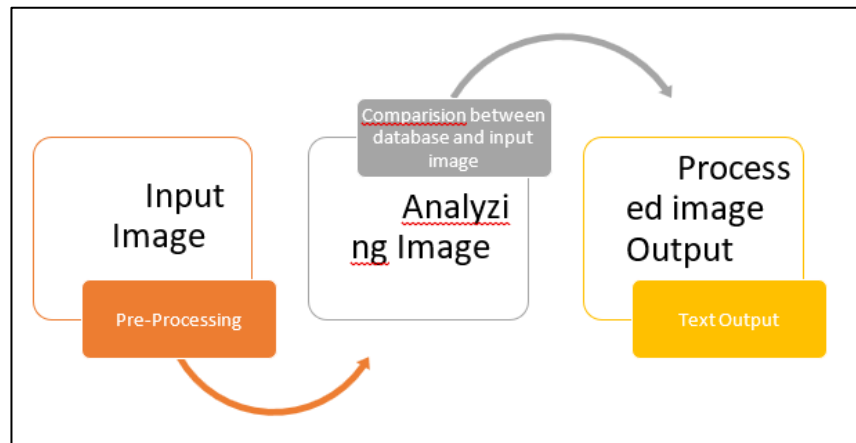 Input
Image
Pre-Processing
Comparision between
database and input
image
Analyzi
ng Image
Process
ed image
Output
Text Output